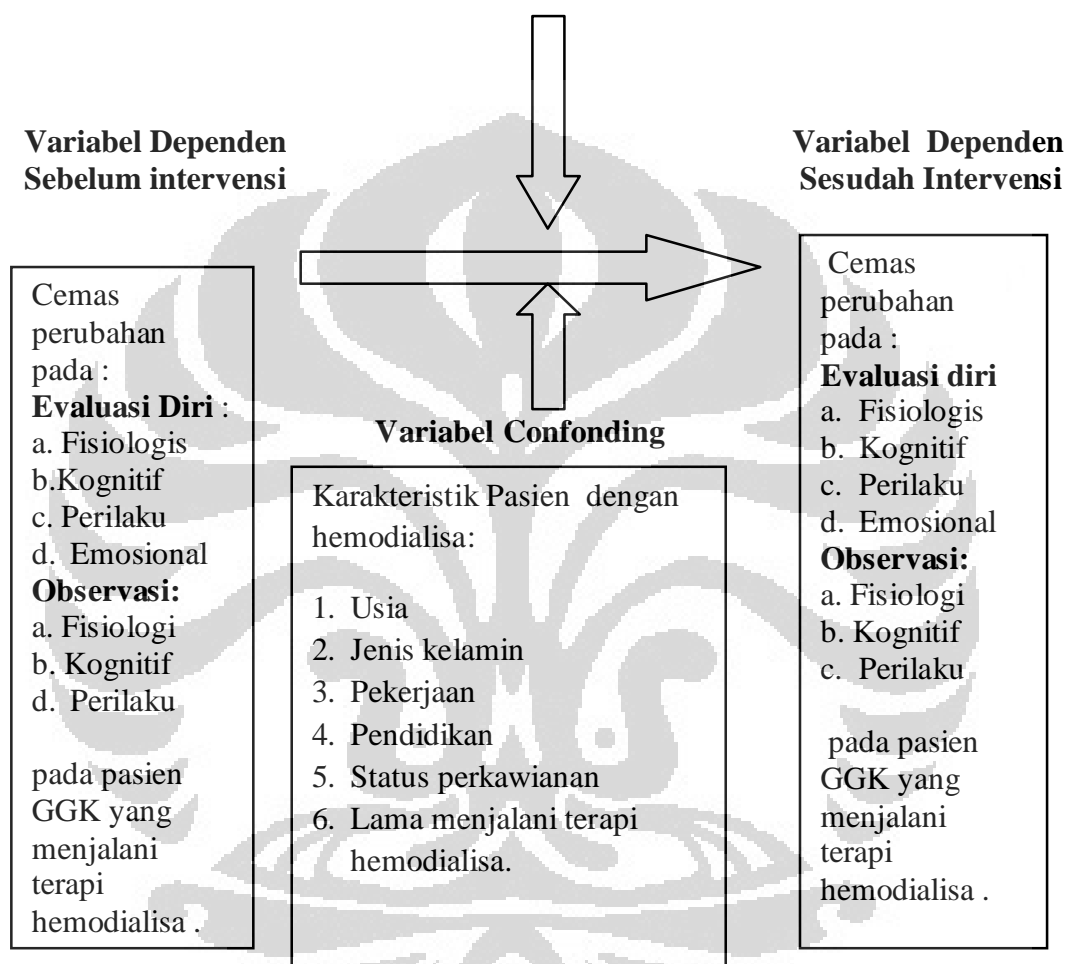 Variabel Dependen
Sebelum intervensi
Cemas
perubahan
pada :
Evaluasi Diri :
a. Fisiologis
b.Kognitif
c. Perilaku
d. Emosional
Observasi:
a. Fisiologi
b. Kognitif
d. Perilaku
pada pasien
GGK yang
menjalani
terapi
hemodialisa .
Variabel Confonding
Karakteristik Pasien dengan
hemodialisa:
1. Usia
2. Jenis kelamin
3. Pekerjaan
4. Pendidikan
5. Status perkawianan
6. Lama menjalani terapi
hemodialisa.
Variabel Dependen
Sesudah Intervensi
Cemas
perubahan
pada :
Evaluasi diri
a. Fisiologis
b. Kognitif
c. Perilaku
d. Emosional
Observasi:
a. Fisiologi
b. Kognitif
c. Perilaku
pada pasien
GGK yang
menjalani
terapi
hemodialisa .